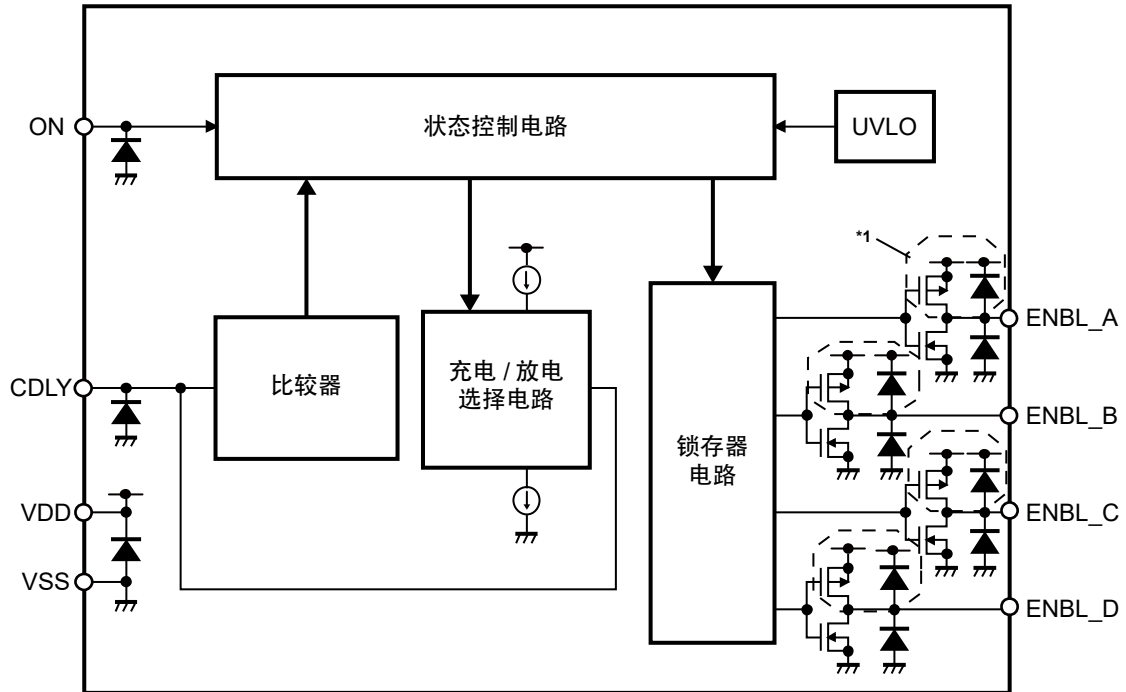 ON
状态控制电路
UVLO
*1
ENBL_A
CDLY
比较器
充电 / 放电
选择电路
锁存器
电路
ENBL_B
VDD
ENBL_C
VSS
ENBL_D